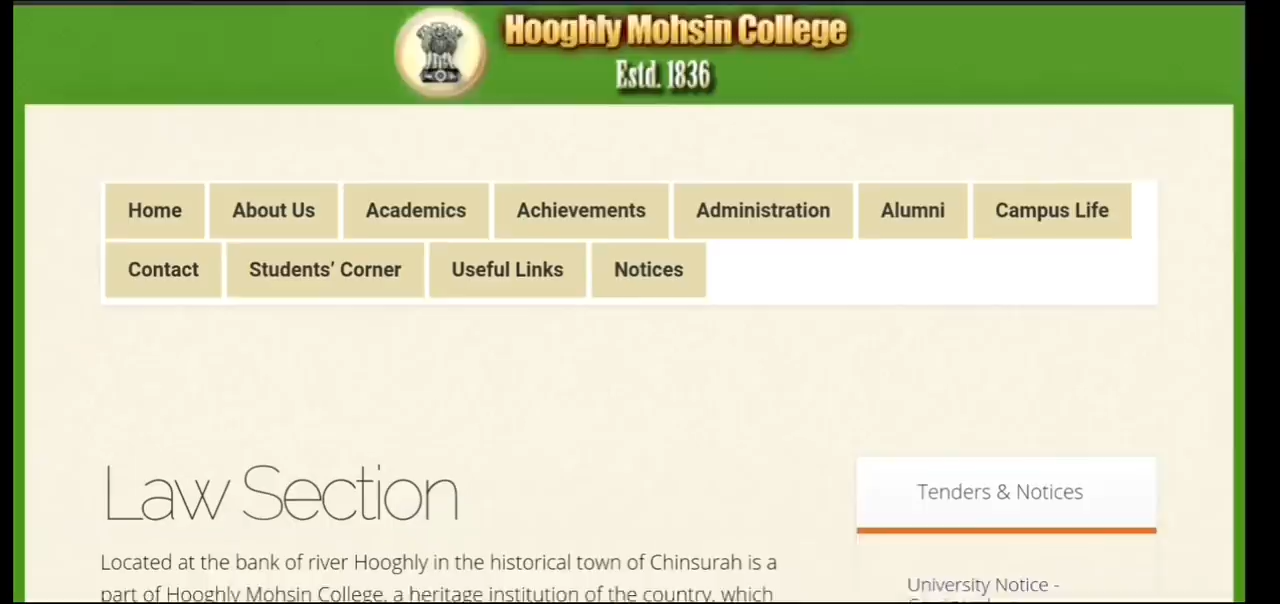 Hooghly Mohsin College
Estd. 1836
Home About Us Academics Achievements Administration Alumni Campus Life
Contact Students' Corner Useful Links Notices
Law Section
Located at the bank of river Hooghly in the historical town of Chinsurah is a
part of Hooghly Mohsin College, a heritage institution of the country, which
Tenders & Notices
University Notice -